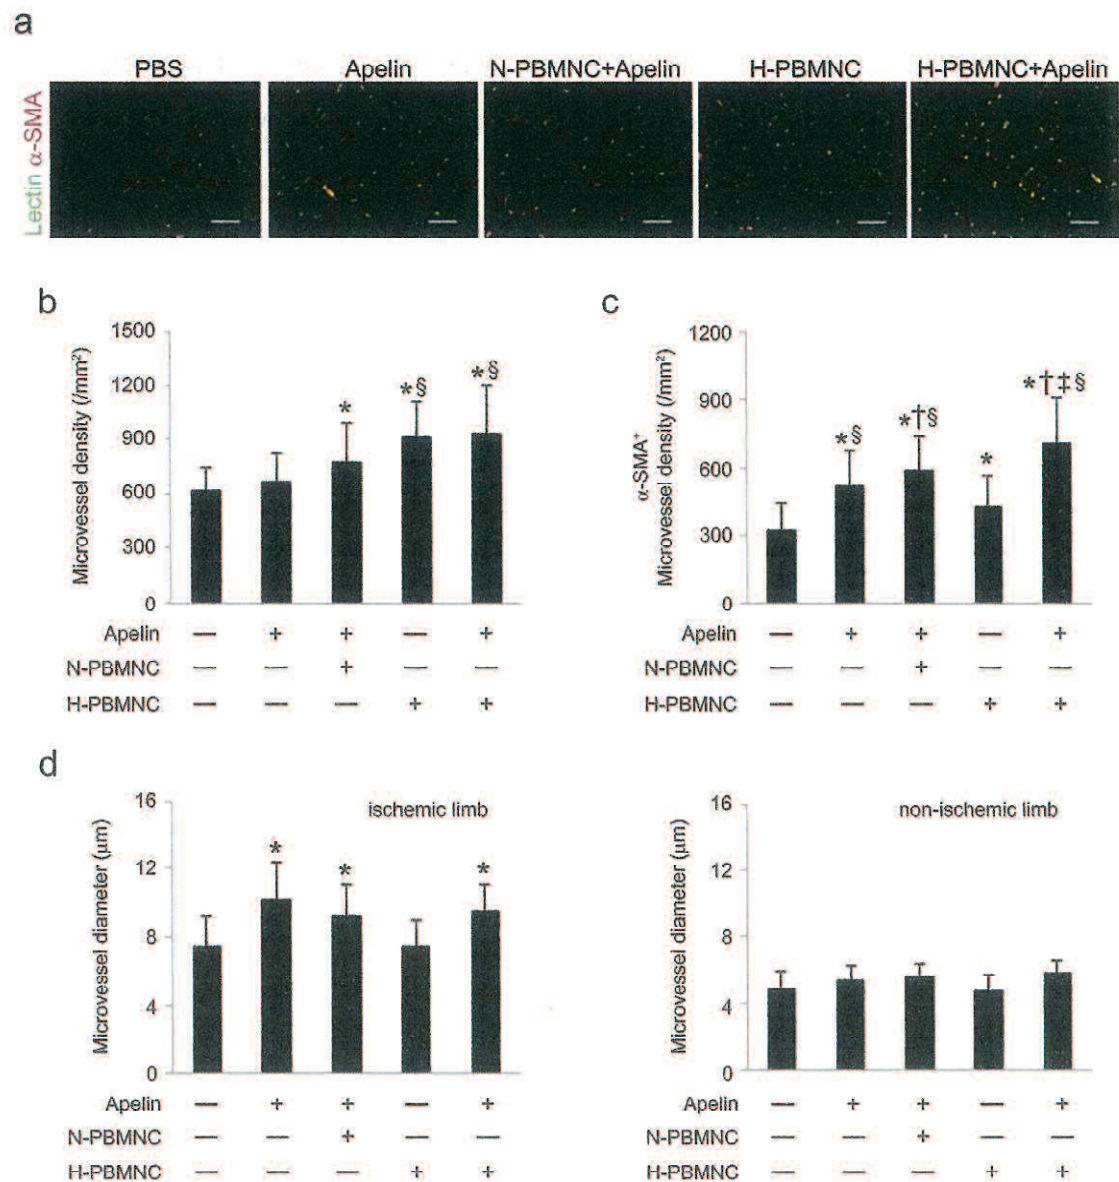 a
PBS Apelin N-PBMNC+Apelin H-PBMNC H-PBMNC+Apelin
Lectin α-SMA
b
Microvessel density (/mm²)
1500
1200
900
600
300
0
* *§ *§
Apelin — + + — +
N-PBMNC — — + — —
H-PBMNC — — — + +
c
α-SMA⁺
Microvessel density (/mm²)
1200
900
600
300
0
*§ *†§ * *†‡§
Apelin — + + — +
N-PBMNC — — + — —
H-PBMNC — — — + +
d
Microvessel diameter (μm)
16
12
8
4
0
ischemic limb
* * *
Apelin — + + — +
N-PBMNC — — + — —
H-PBMNC — — — + +
Microvessel diameter (μm)
16
12
8
4
0
non-ischemic limb
Apelin — + + — +
N-PBMNC — — + — —
H-PBMNC — — — + +